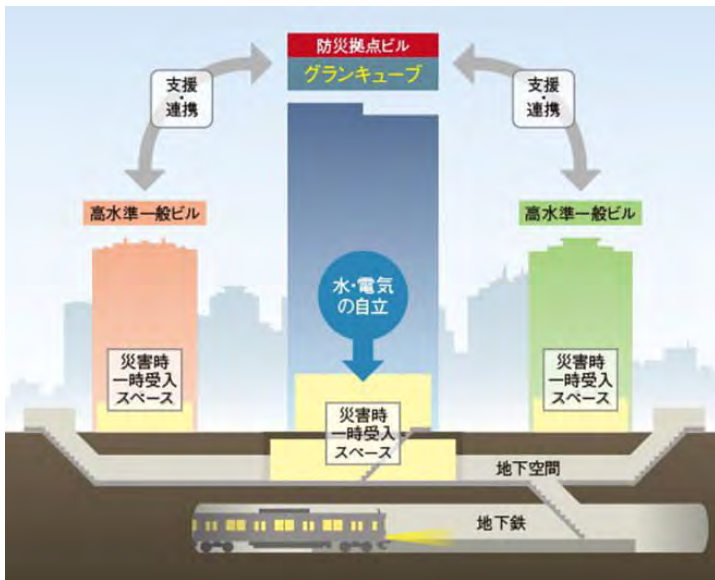 防災拠点ビル
グランキューブ
支援
・
連携
支援
・
連携
高水準一般ビル
高水準一般ビル
水・電気
の自立
災害時
一時受入
スペース
災害時
一時受入
スペース
災害時
一時受入
スペース
地下空間
地下鉄